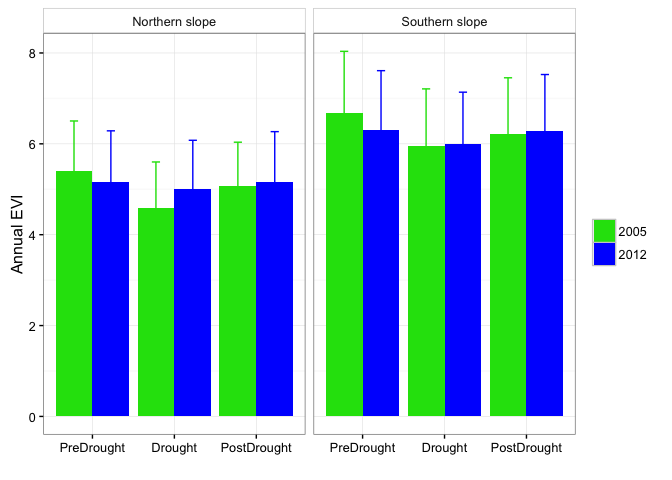 Northern slope
Southern slope
Annual EVI
8
6
4
2
0
PreDrought
Drought
PostDrought
PreDrought
Drought
PostDrought
2005
2012